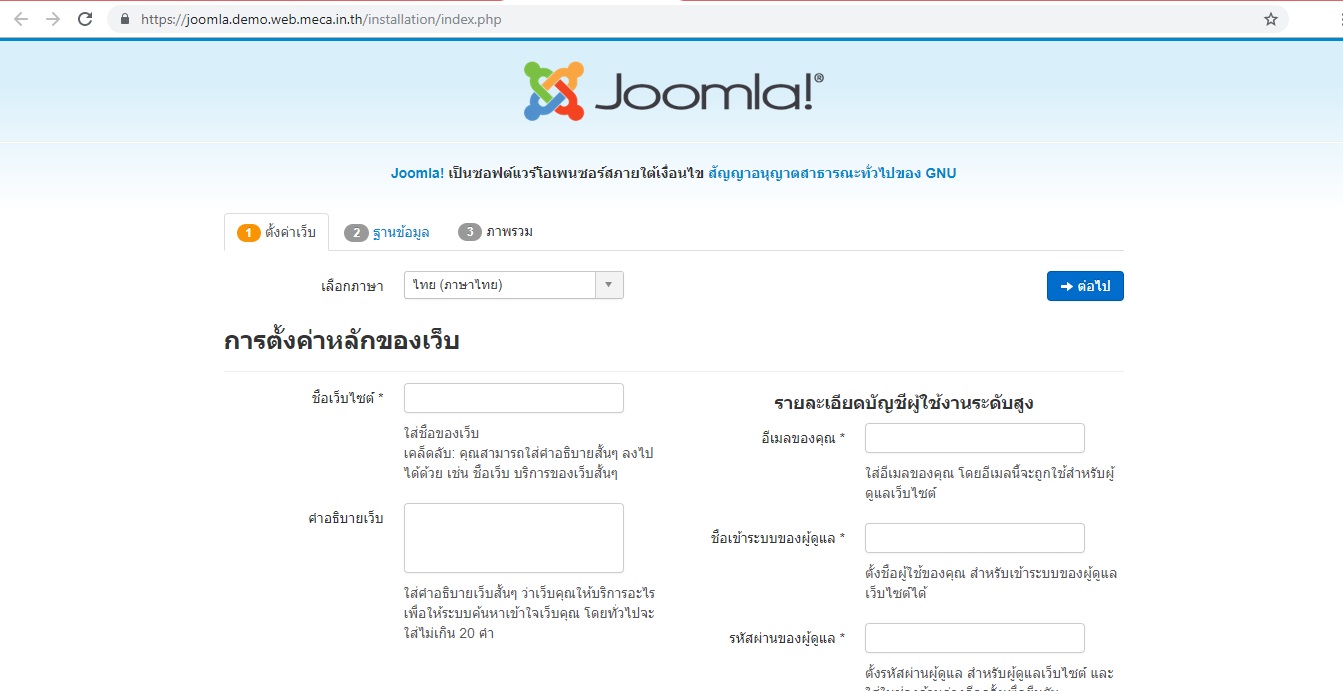 https://joomla.demo.web.meca.in.th/installation/index.php
Joomla!®
Joomla! เป็นซอฟต์แวร์โอเพนซอร์สภายใต้เงื่อนไข สัญญาอนุญาตสาธารณะทั่วไปของ GNU
1 ตั้งค่าเว็บ 2 ฐานข้อมูล 3 ภาพรวม
เลือกภาษา ไทย (ภาษาไทย) ต่อไป
การตั้งค่าหลักของเว็บ
ชื่อเว็บไซต์ *
ใส่ชื่อของเว็บ
เคล็ดลับ: คุณสามารถใส่คำอธิบายสั้นๆ ลงไป
ได้ด้วย เช่น ชื่อเว็บ บริการของเว็บสั้นๆ
คำอธิบายเว็บ
ใส่คำอธิบายเว็บสั้นๆ ว่าเว็บคุณให้บริการอะไร
เพื่อให้ระบบค้นหาเข้าใจเว็บคุณ โดยทั่วไปจะ
ใส่ไม่เกิน 20 คำ
รายละเอียดบัญชีผู้ใช้งานระดับสูง
อีเมลของคุณ *
ใส่อีเมลของคุณ โดยอีเมลนี้จะถูกใช้สำหรับผู้
ดูแลเว็บไซต์
ชื่อเข้าระบบของผู้ดูแล *
ตั้งชื่อผู้ใช้ของคุณ สำหรับเข้าระบบของผู้ดูแล
เว็บไซต์ได้
รหัสผ่านของผู้ดูแล *
ตั้งรหัสผ่านผู้ดูแล สำหรับผู้ดูแลเว็บไซต์ และ